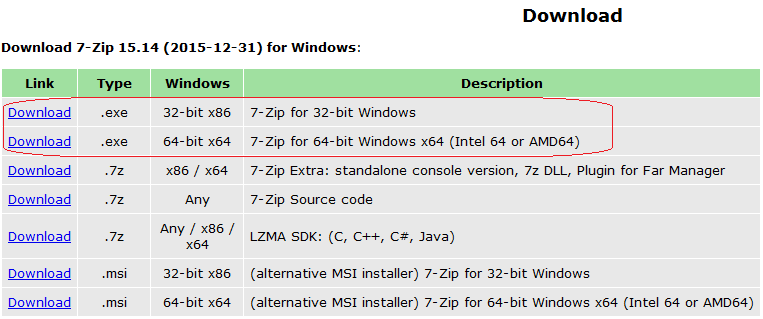 Download
Download 7-Zip 15.14 (2015-12-31) for Windows:
Link Type Windows Description
Download .exe 32-bit x86 7-Zip for 32-bit Windows
Download .exe 64-bit x64 7-Zip for 64-bit Windows x64 (Intel 64 or AMD64)
Download .7z x86 / x64 7-Zip Extra: standalone console version, 7z DLL, Plugin for Far Manager
Download .7z Any 7-Zip Source code
Download .7z Any / x86 / x64 LZMA SDK: (C, C++, C#, Java)
Download .msi 32-bit x86 (alternative MSI installer) 7-Zip for 32-bit Windows
Download .msi 64-bit x64 (alternative MSI installer) 7-Zip for 64-bit Windows x64 (Intel 64 or AMD64)